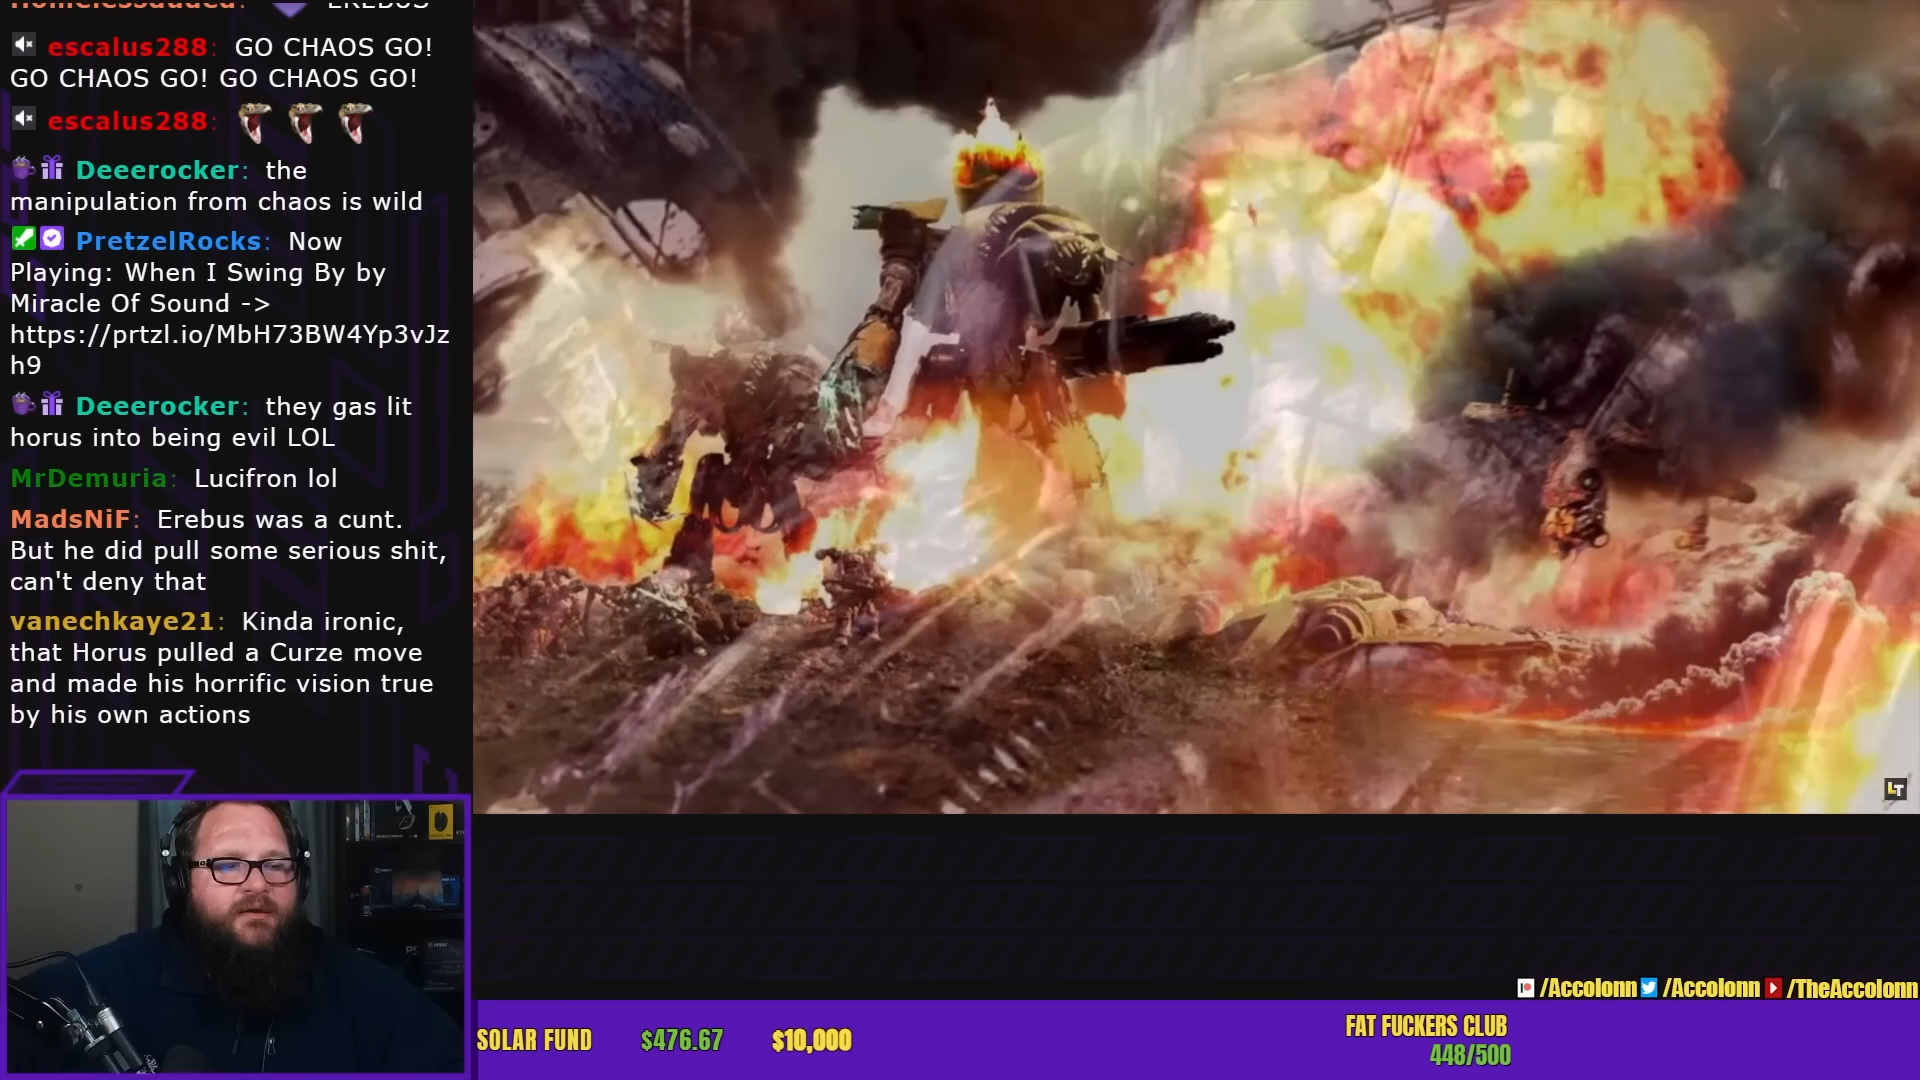 Homelessduded: EREBUS
escalus288: GO CHAOS GO!
GO CHAOS GO! GO CHAOS GO!
escalus288:
Deeerocker: the
manipulation from chaos is wild
PretzelRocks: Now
Playing: When I Swing By by
Miracle Of Sound ->
https://prtzl.io/MbH73BW4Yp3vJz
h9
Deeerocker: they gas lit
horus into being evil LOL
MrDemuria: Lucifron lol
MadsNiF: Erebus was a cunt.
But he did pull some serious shit,
can't deny that
vanechkaye21: Kinda ironic,
that Horus pulled a Curze move
and made his horrific vision true
by his own actions
LT
/Accolonn /Accolonn /TheAccolonn
SOLAR FUND $476.67 $10,000
FAT FUCKERS CLUB
448/500